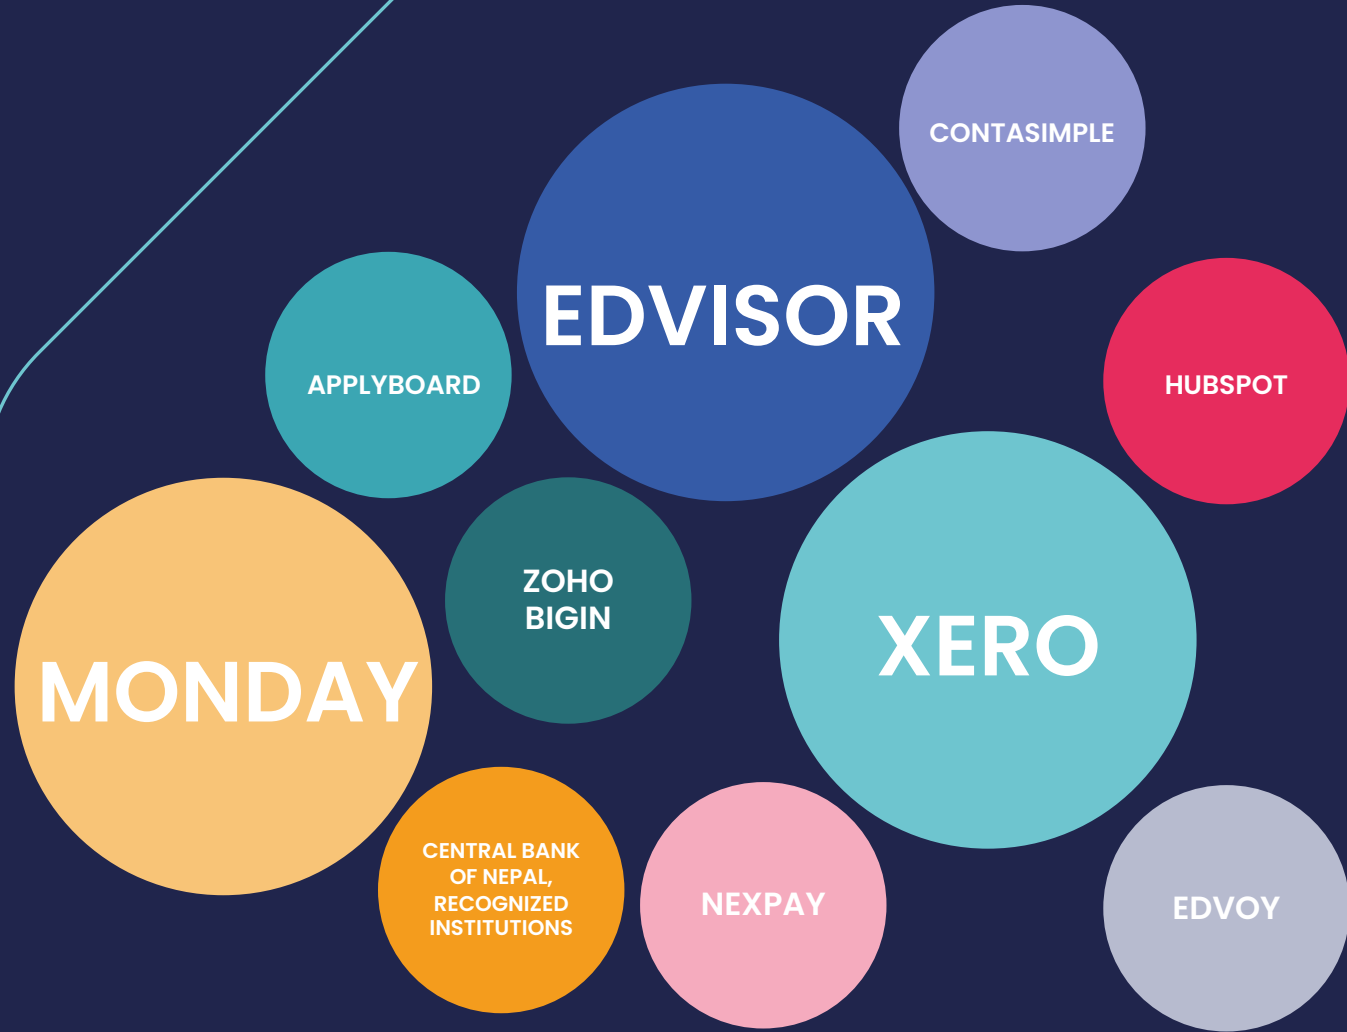 CONTASIMPLE
EDVISOR
APPLYBOARD
HUBSPOT
ZOHO
BIGIN
XERO
MONDAY
CENTRAL BANK
OF NEPAL,
RECOGNIZED
INSTITUTIONS
NEXPAY
EDVOY